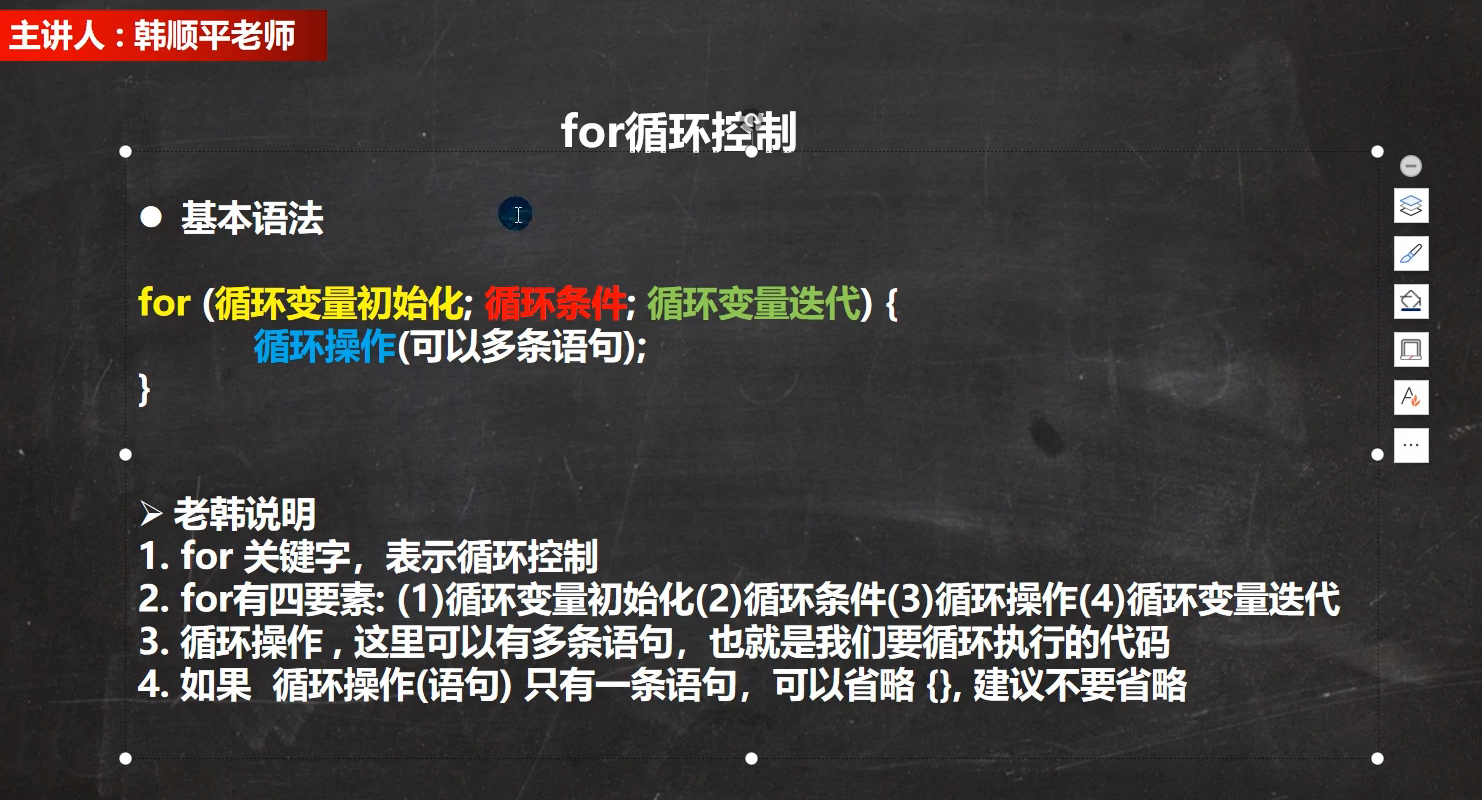 主讲人：韩顺平老师
for循环控制
● 基本语法
for (循环变量初始化; 循环条件; 循环变量迭代) {
循环操作(可以多条语句);
}
➢ 老韩说明
1. for 关键字，表示循环控制
2. for有四要素: (1)循环变量初始化(2)循环条件(3)循环操作(4)循环变量迭代
3. 循环操作 , 这里可以有多条语句，也就是我们要循环执行的代码
4. 如果  循环操作(语句) 只有一条语句，可以省略 {}, 建议不要省略